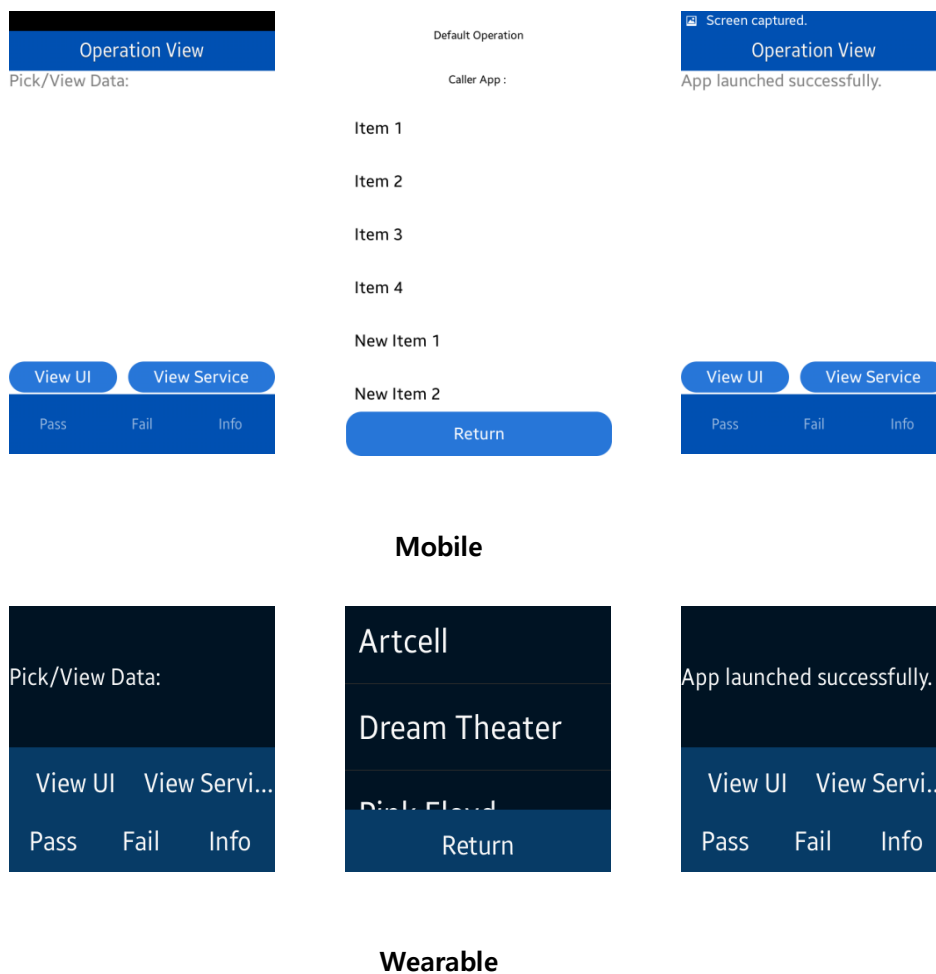 Operation View
Pick/View Data:
View UI View Service
Pass Fail Info
Default Operation
Caller App :
Item 1
Item 2
Item 3
Item 4
New Item 1
New Item 2
Return
Screen captured.
Operation View
App launched successfully.
View UI View Service
Pass Fail Info
Mobile
Pick/View Data:
View UI View Servi...
Pass Fail Info
Artcell
Dream Theater
Pink Floyd
Return
App launched successfully.
View UI View Servi..
Pass Fail Info
Wearable